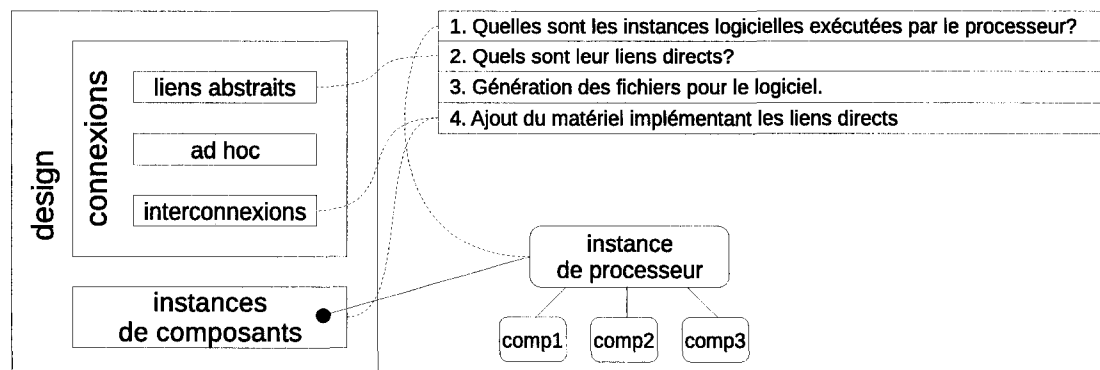 design
connexions
liens abstraits
ad hoc
interconnexions
instances
de composants
1. Quelles sont les instances logicielles exécutées par le processeur?
2. Quels sont leur liens directs?
3. Génération des fichiers pour le logiciel.
4. Ajout du matériel implémentant les liens directs
instance
de processeur
comp1 comp2 comp3